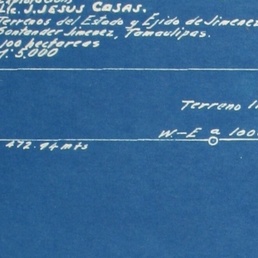 Lic. J. JESUS CASAS.
Terrenos del Estado y Ejido de Jimenez
Santander Jimenez, Tamaulipas.
100 hectareas
1:5,000
Terreno
W.-E a 100
472.94 mts